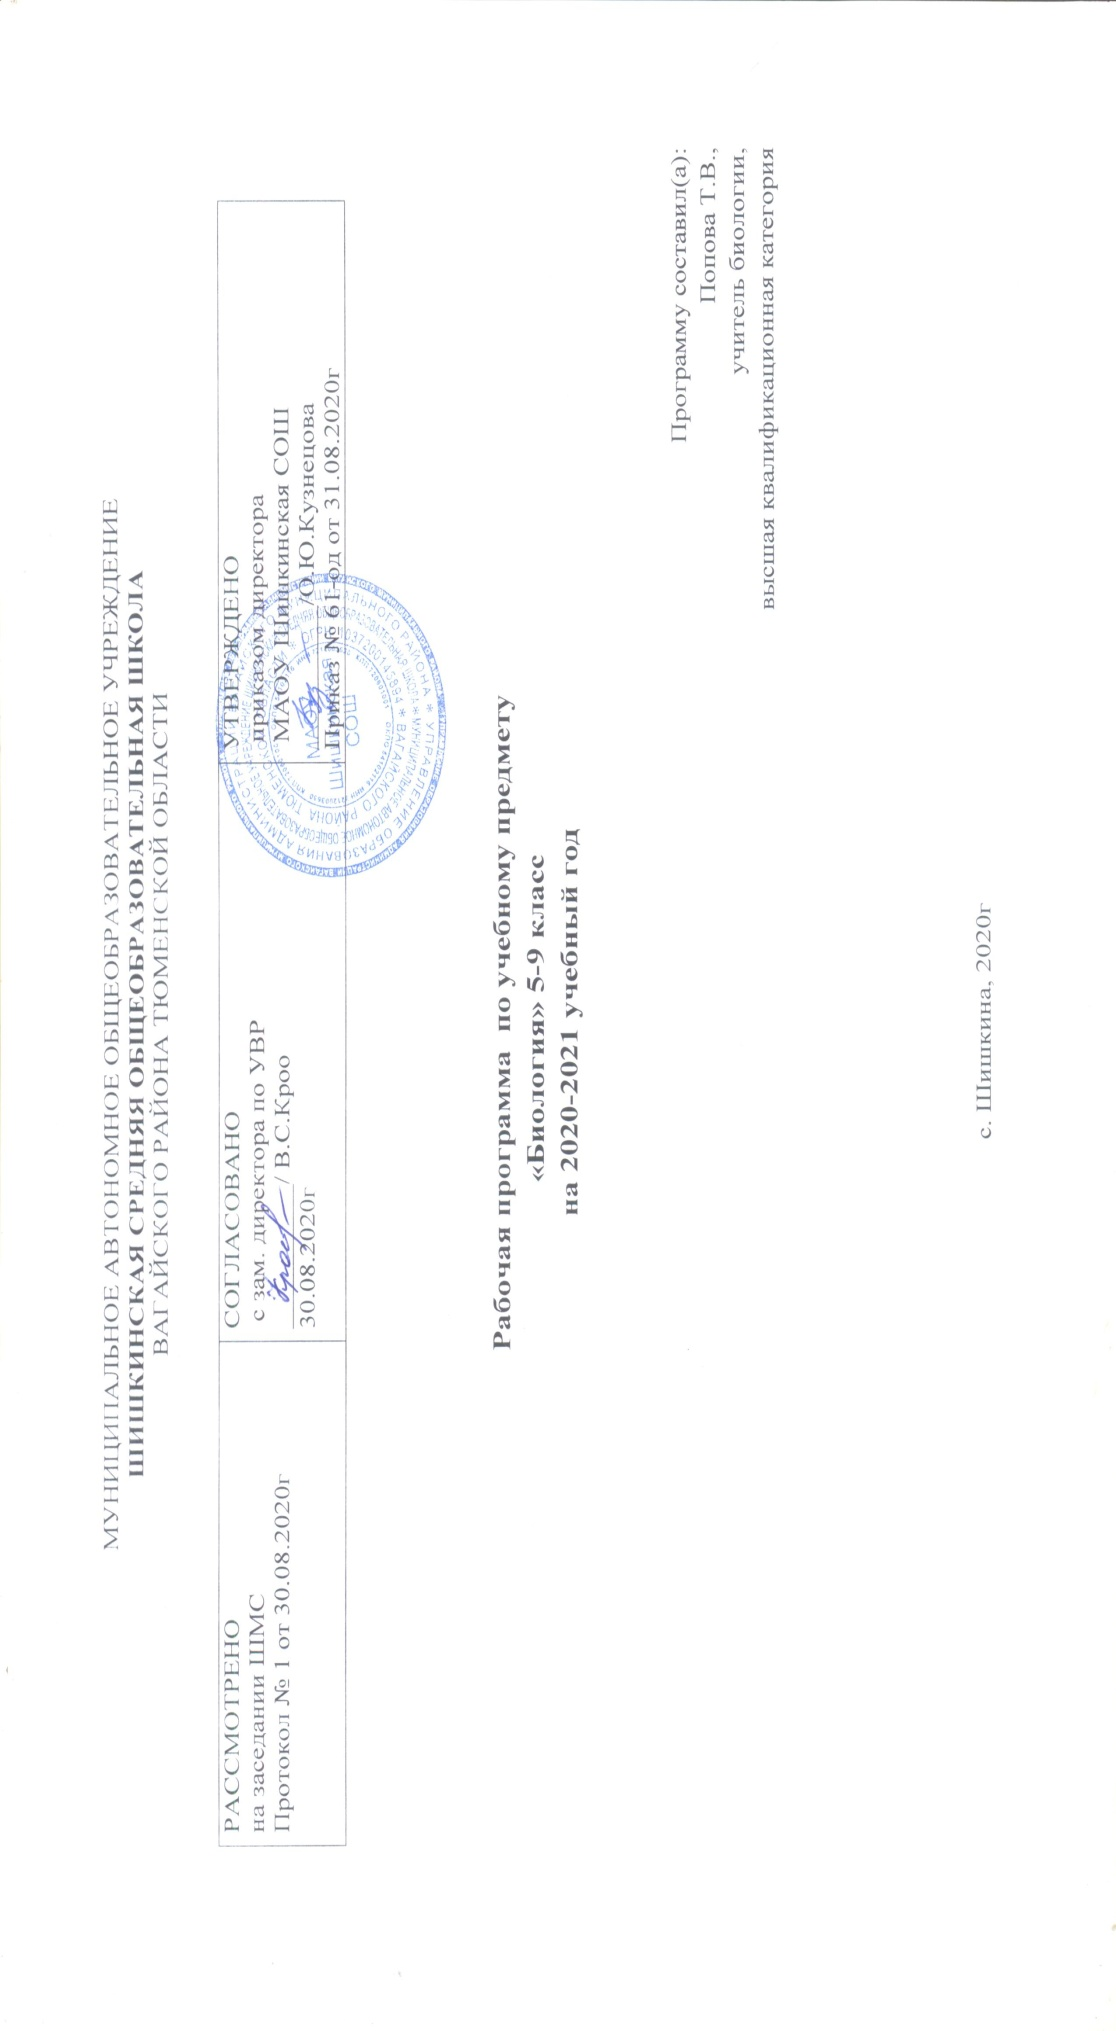 МУНИЦИПАЛЬНОЕ АВТОНОМНОЕ ОБЩЕОБРАЗОВАТЕЛЬНОЕ УЧРЕЖДЕНИЕ
ШИШКИНСКАЯ СРЕДНЯЯ ОБЩЕОБРАЗОВАТЕЛЬНАЯ ШКОЛА
ВАГАЙСКОГО РАЙОНА ТЮМЕНСКОЙ ОБЛАСТИ
РАССМОТРЕНО
на заседании ШМС
Протокол № 1 от 30.08.2020г
СОГЛАСОВАНО
с зам. директора по УВР
/ В.С.Кроо
30.08.2020г
УТВЕРЖДЕНО
приказом директора
МАОУ Шишкинская СОШ
/О.Ю.Кузнецова
Приказ № 61-од от 31.08.2020г
МАОУ
Шишкинская
СОШ
Рабочая программа по учебному предмету
«Биология» 5-9 класс
на 2020-2021 учебный год
Программу составил(а):
Попова Т.В.,
учитель биологии,
высшая квалификационная категория
с. Шишкина, 2020г